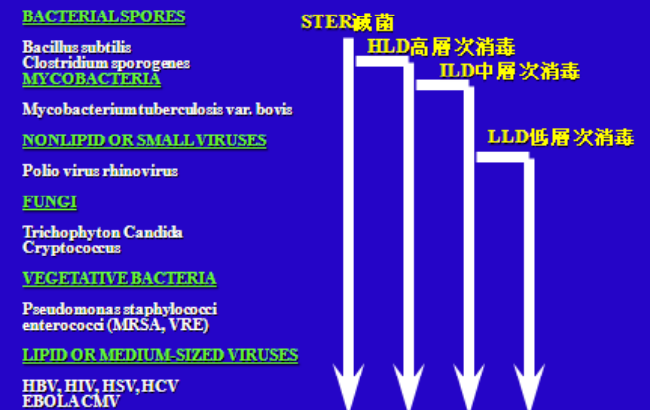 BACTERIAL SPORES
Bacillus subtilis
Clostridium sporogenes
MYCOBACTERIA
Mycobacterium tuberculosis var. bovis
NONLIPID OR SMALL VIRUSES
Polio virus rhinovirus
FUNGI
Trichophyton Candida
Cryptococcus
VEGETATIVE BACTERIA
Pseudomonas staphylococci
enterococci (MRSA, VRE)
LIPID OR MEDIUM-SIZED VIRUSES
HBV, HIV, HSV, HCV
EBOLA CMV
STER滅菌
HLD高層次消毒
ILD中層次消毒
LLD低層次消毒